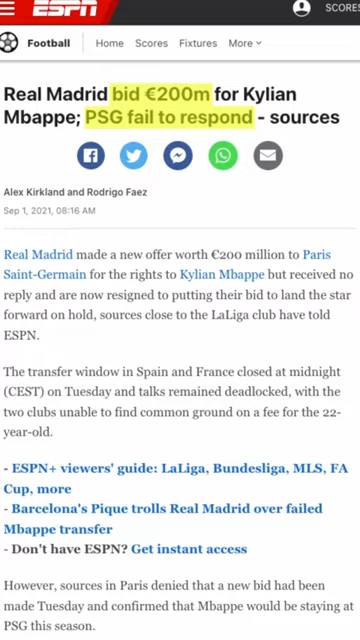 ESPN
SCORES
Football
Home
Scores
Fixtures
More
Real Madrid bid €200m for Kylian
Mbappe; PSG fail to respond - sources
Alex Kirkland and Rodrigo Faez
Sep 1, 2021, 08:16 AM
Real Madrid made a new offer worth €200 million to Paris
Saint-Germain for the rights to Kylian Mbappe but received no
reply and are now resigned to putting their bid to land the star
forward on hold, sources close to the LaLiga club have told
ESPN.
The transfer window in Spain and France closed at midnight
(CEST) on Tuesday and talks remained deadlocked, with the
two clubs unable to find common ground on a fee for the 22-
year-old.
- ESPN+ viewers' guide: LaLiga, Bundesliga, MLS, FA
Cup, more
- Barcelona's Pique trolls Real Madrid over failed
Mbappe transfer
- Don't have ESPN? Get instant access
However, sources in Paris denied that a new bid had been
made Tuesday and confirmed that Mbappe would be staying at
PSG this season.